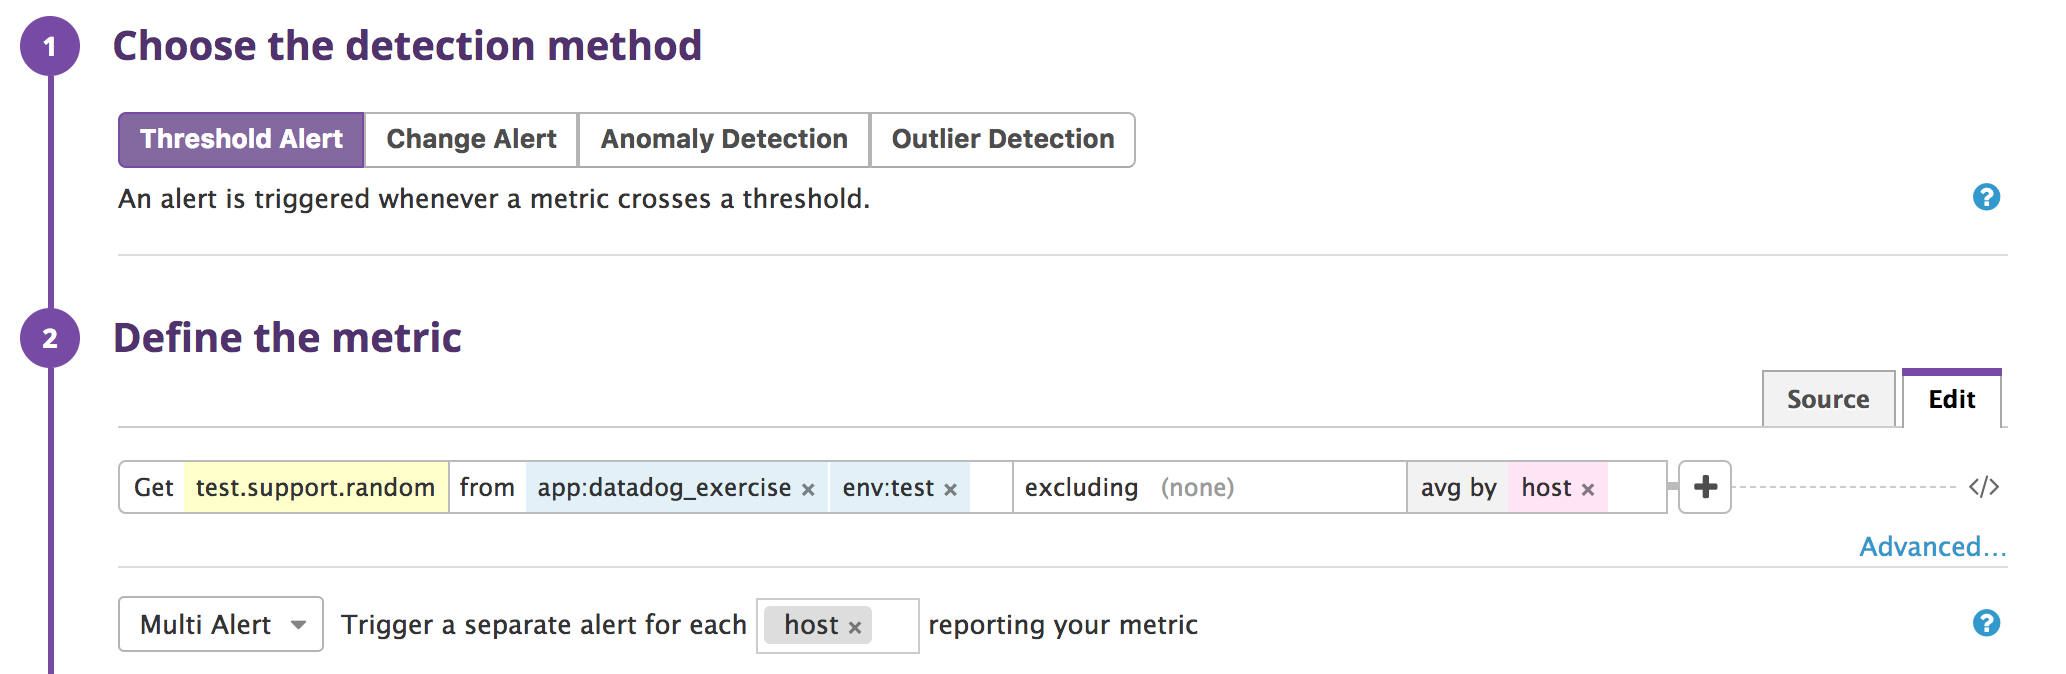 1 Choose the detection method
Threshold Alert Change Alert Anomaly Detection Outlier Detection
An alert is triggered whenever a metric crosses a threshold. ?
2 Define the metric
Source Edit
Get test.support.random from app:datadog_exercise × env:test × excluding (none) avg by host × + </>
Advanced...
Multi Alert Trigger a separate alert for each host × reporting your metric ?